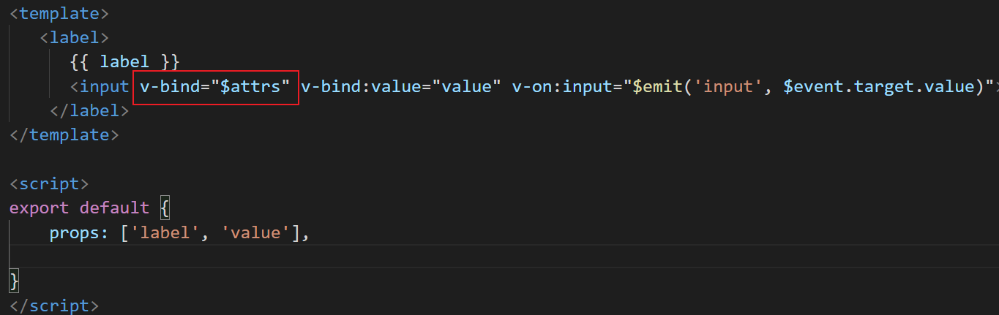 <template>
<label>
{{ label }}
<input v-bind="$attrs" v-bind:value="value" v-on:input="$emit('input', $event.target.value)">
</label>
</template>
<script>
export default {
props: ['label', 'value'],
}
</script>